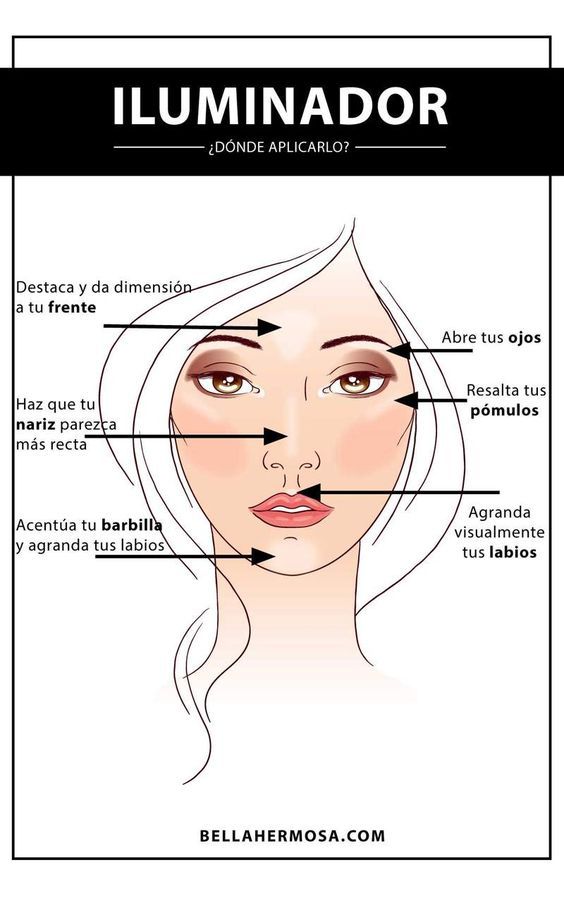 ILUMINADOR
¿DÓNDE APLICARLO?
Destaca y da dimensión
a tu frente
Abre tus ojos
Resalta tus
pómulos
Haz que tu
nariz parezca
más recta
Agranda
visualmente
tus labios
Acentúa tu barbilla
y agranda tus labios
BELLAHERMOSA.COM